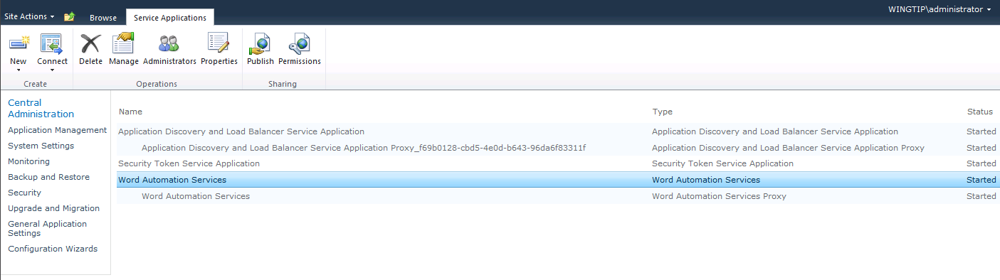 Site Actions Browse Service Applications WINGTIP\administrator
New Connect Delete Manage Administrators Properties Publish Permissions
Create Operations Sharing
Central
Administration
Application Management
System Settings
Monitoring
Backup and Restore
Security
Upgrade and Migration
General Application
Settings
Configuration Wizards
Name Type Status
Application Discovery and Load Balancer Service Application Application Discovery and Load Balancer Service Application Started
Application Discovery and Load Balancer Service Application Proxy_f69b0128-cbd5-4e0d-b643-96da6f83311f Application Discovery and Load Balancer Service Application Proxy Started
Security Token Service Application Security Token Service Application Started
Word Automation Services Word Automation Services Started
Word Automation Services Word Automation Services Proxy Started